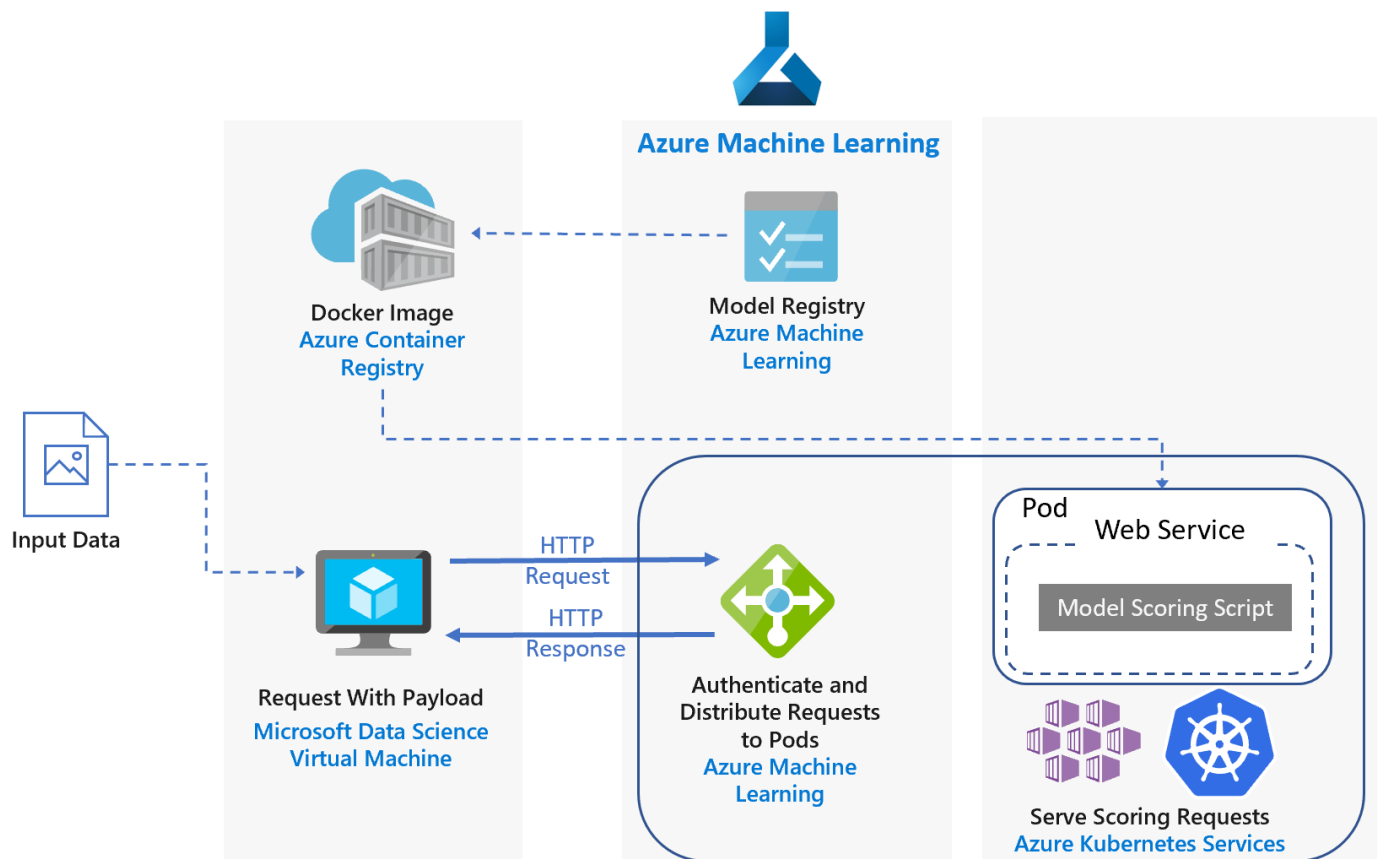 Azure Machine Learning
Docker Image
Azure Container
Registry
Model Registry
Azure Machine
Learning
Input Data
HTTP
Request
HTTP
Response
Request With Payload
Microsoft Data Science
Virtual Machine
Authenticate and
Distribute Requests
to Pods
Azure Machine
Learning
Pod
Web Service
Model Scoring Script
Serve Scoring Requests
Azure Kubernetes Services